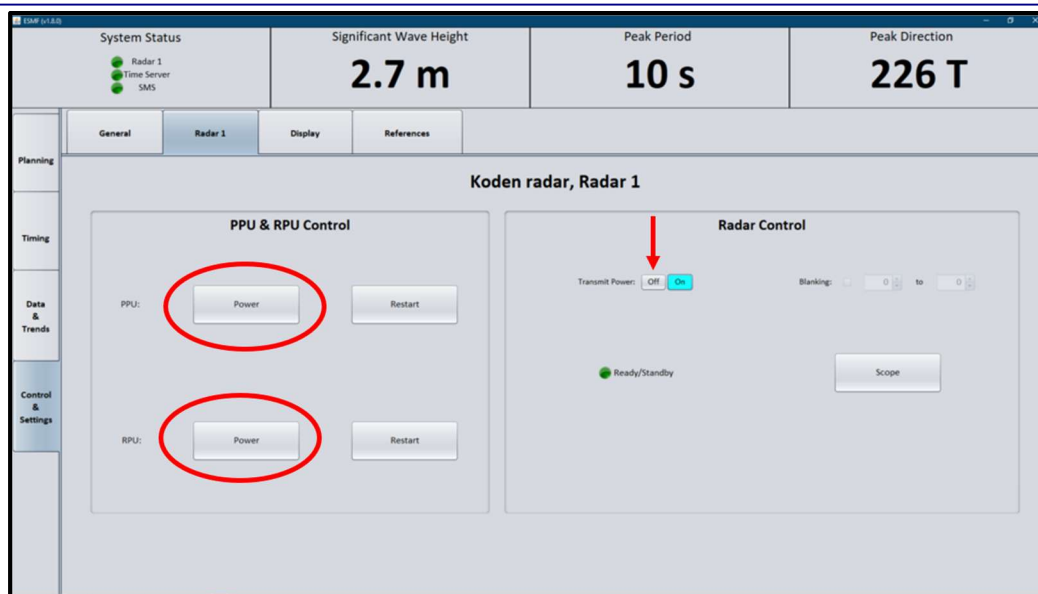 ESMF (v1.8.0)
System Status
Radar 1
Time Server
SMS
Significant Wave Height
2.7 m
Peak Period
10 s
Peak Direction
226 T
Planning
Timing
Data
&
Trends
Control
&
Settings
General
Radar 1
Display
References
Koden radar, Radar 1
PPU & RPU Control
PPU:
Power
Restart
RPU:
Power
Restart
Radar Control
Transmit Power:
Off
On
Blanking:
0
to
0
Ready/Standby
Scope